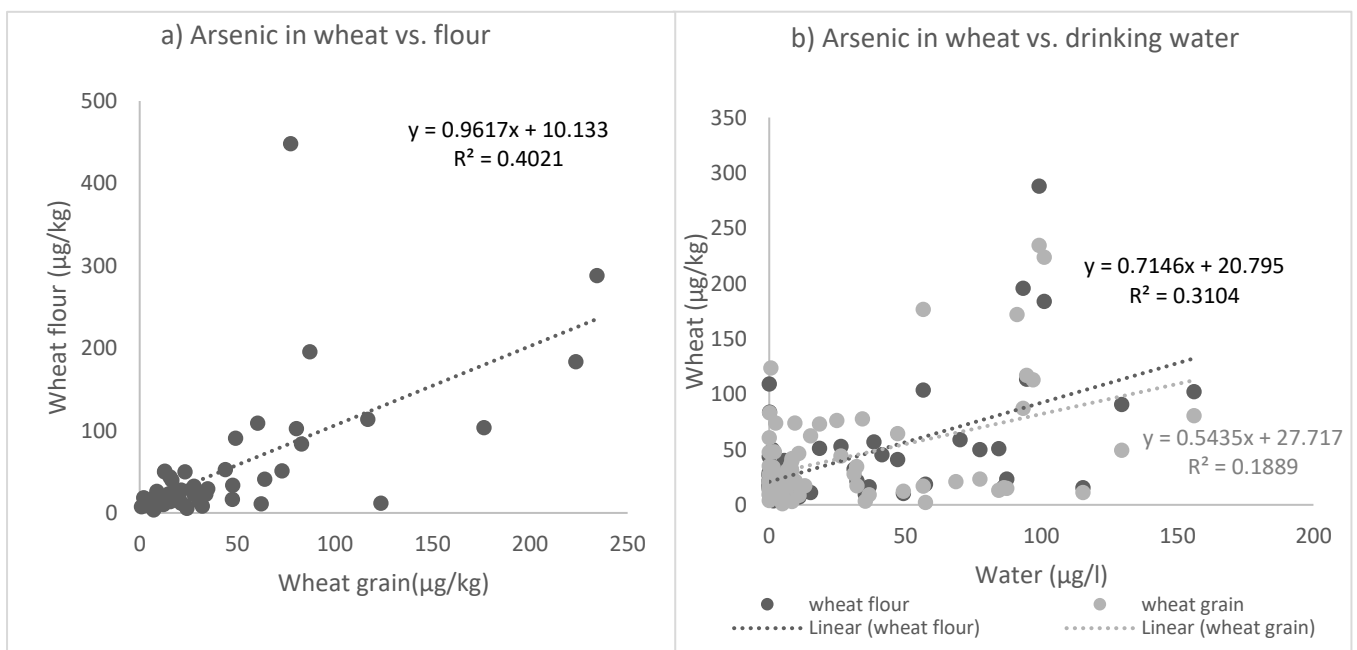 a) Arsenic in wheat vs. flour
500
400
300
200
100
0
0 50 100 150 200 250
Wheat flour (µg/kg)
Wheat grain(µg/kg)
y = 0.9617x + 10.133
R² = 0.4021
b) Arsenic in wheat vs. drinking water
350
300
250
200
150
100
50
0
0 50 100 150 200
Wheat (µg/kg)
Water (µg/l)
y = 0.7146x + 20.795
R² = 0.3104
y = 0.5435x + 27.717
R² = 0.1889
wheat flour wheat grain
Linear (wheat flour) Linear (wheat grain)